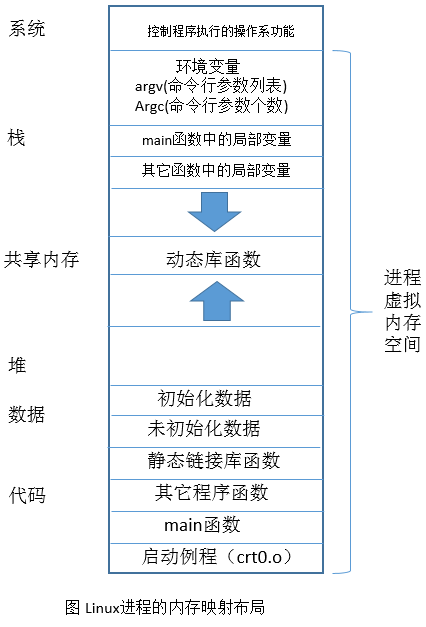 系统
控制程序执行的操作系功能
环境变量
argv(命令行参数列表)
Argc(命令行参数个数)
栈
main函数中的局部变量
其它函数中的局部变量
共享内存
动态库函数
进程
虚拟
内存
空间
堆
初始化数据
数据
未初始化数据
静态链接库函数
代码
其它程序函数
main函数
启动例程（crt0.o）
图 Linux进程的内存映射布局